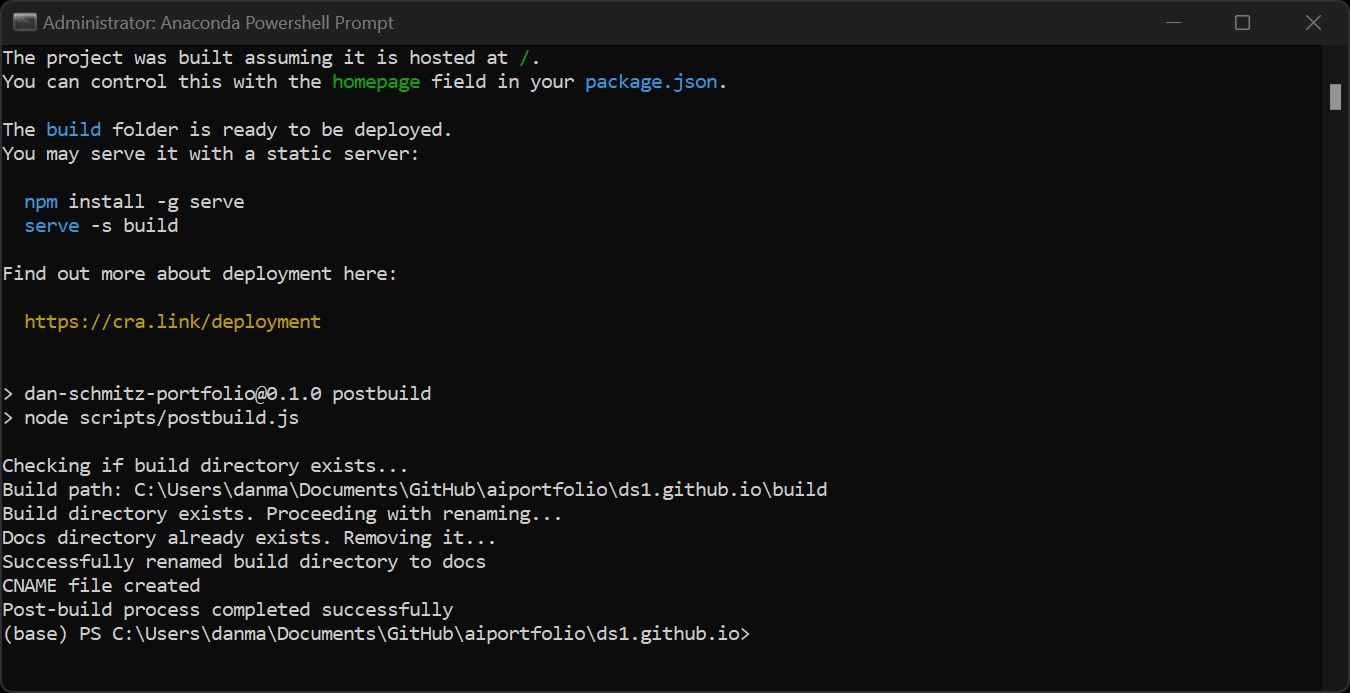 Administrator: Anaconda Powershell Prompt
The project was built assuming it is hosted at /.
You can control this with the homepage field in your package.json.
The build folder is ready to be deployed.
You may serve it with a static server:
npm install -g serve
serve -s build
Find out more about deployment here:
https://cra.link/deployment
> dan-schmitz-portfolio@0.1.0 postbuild
> node scripts/postbuild.js
Checking if build directory exists...
Build path: C:\Users\danma\Documents\GitHub\aiportfolio\ds1.github.io\build
Build directory exists. Proceeding with renaming...
Docs directory already exists. Removing it...
Successfully renamed build directory to docs
CNAME file created
Post-build process completed successfully
(base) PS C:\Users\danma\Documents\GitHub\aiportfolio\ds1.github.io>